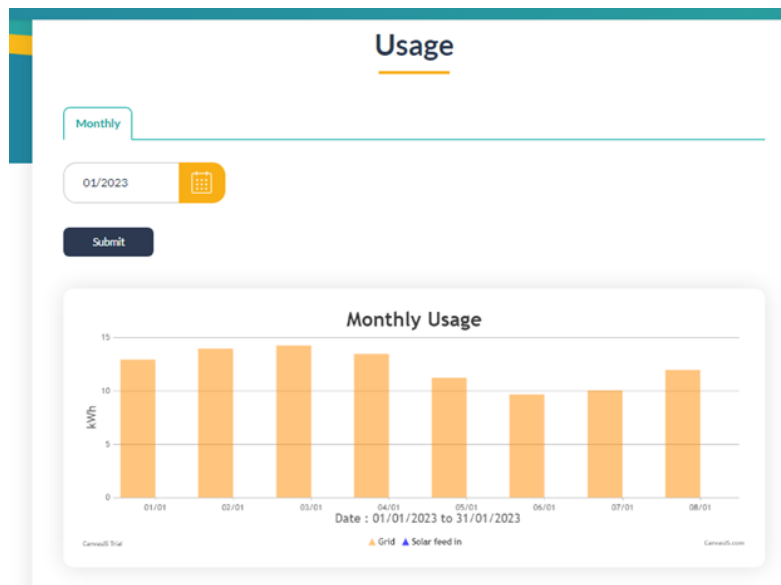 Usage
Monthly
01/2023
Submit
Monthly Usage
15
10
5
0
kWh
01/01 02/01 03/01 04/01 05/01 06/01 07/01 08/01
Date : 01/01/2023 to 31/01/2023
Grid Solar feed in
CanvasJS Trial CanvasJS.com